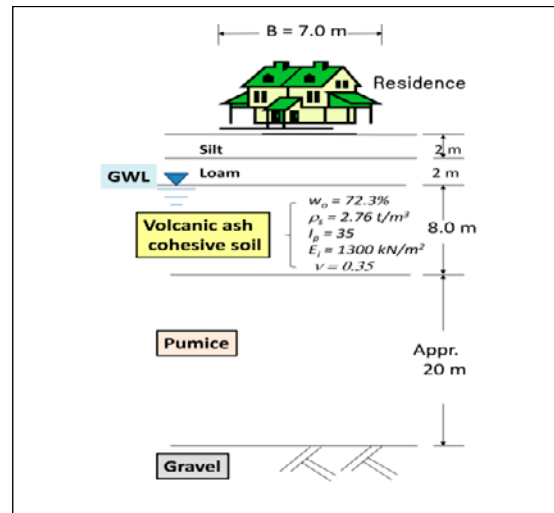 B = 7.0 m
Residence
Silt
2 m
GWL
Loam
2 m
Volcanic ash
cohesive soil
wₒ = 72.3%
ρₛ = 2.76 t/m³
Iₚ = 35
Eᵢ = 1300 kN/m²
ν = 0.35
8.0 m
Pumice
Appr.
20 m
Gravel